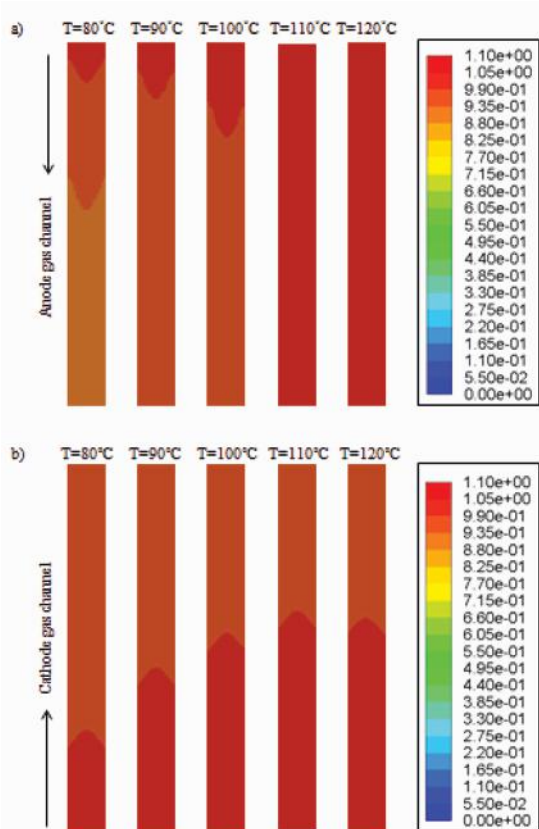 a)
T=80°C T=90°C T=100°C T=110°C T=120°C
Anode gas channel
1.10e+00
1.05e+00
9.90e-01
9.35e-01
8.80e-01
8.25e-01
7.70e-01
7.15e-01
6.60e-01
6.05e-01
5.50e-01
4.95e-01
4.40e-01
3.85e-01
3.30e-01
2.75e-01
2.20e-01
1.65e-01
1.10e-01
5.50e-02
0.00e+00
b)
T=80°C T=90°C T=100°C T=110°C T=120°C
Cathode gas channel
1.10e+00
1.05e+00
9.90e-01
9.35e-01
8.80e-01
8.25e-01
7.70e-01
7.15e-01
6.60e-01
6.05e-01
5.50e-01
4.95e-01
4.40e-01
3.85e-01
3.30e-01
2.75e-01
2.20e-01
1.65e-01
1.10e-01
5.50e-02
0.00e+00